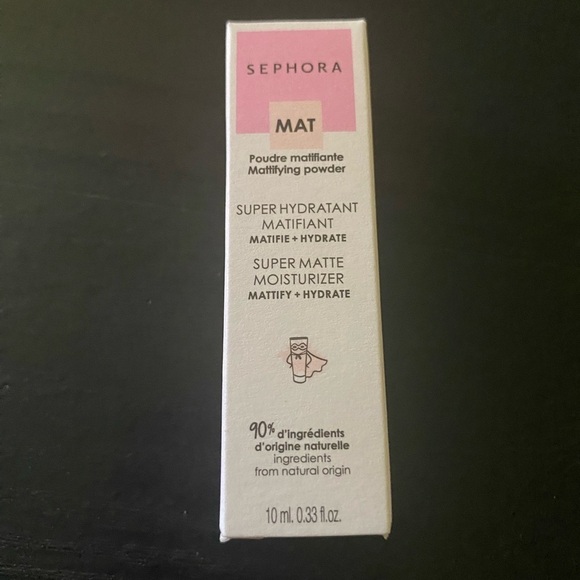 SEPHORA
MAT
Poudre matifiante
Mattifying powder
SUPER HYDRATANT
MATIFIANT
MATIFIE + HYDRATE
SUPER MATTE
MOISTURIZER
MATTIFY + HYDRATE
90% d'ingrédients
d'origine naturelle
ingredients
from natural origin
10 ml. 0.33 fl.oz.